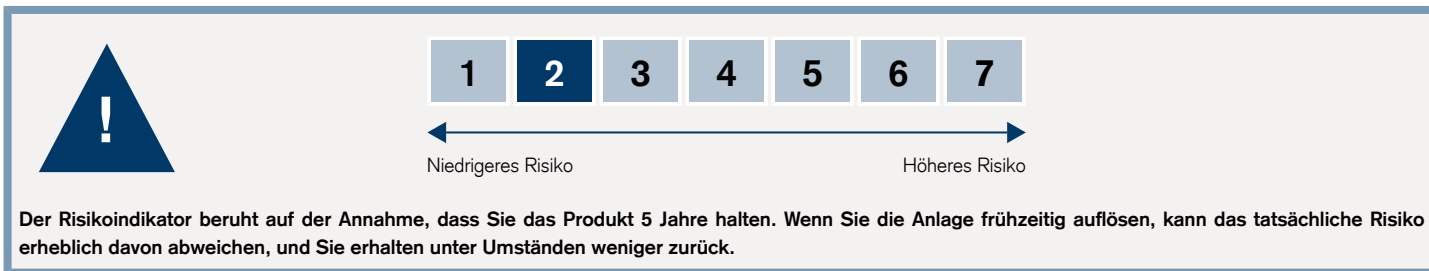 !
1 2 3 4 5 6 7
Niedrigeres Risiko Höheres Risiko
Der Risikoindikator beruht auf der Annahme, dass Sie das Produkt 5 Jahre halten. Wenn Sie die Anlage frühzeitig auflösen, kann das tatsächliche Risiko
erheblich davon abweichen, und Sie erhalten unter Umständen weniger zurück.